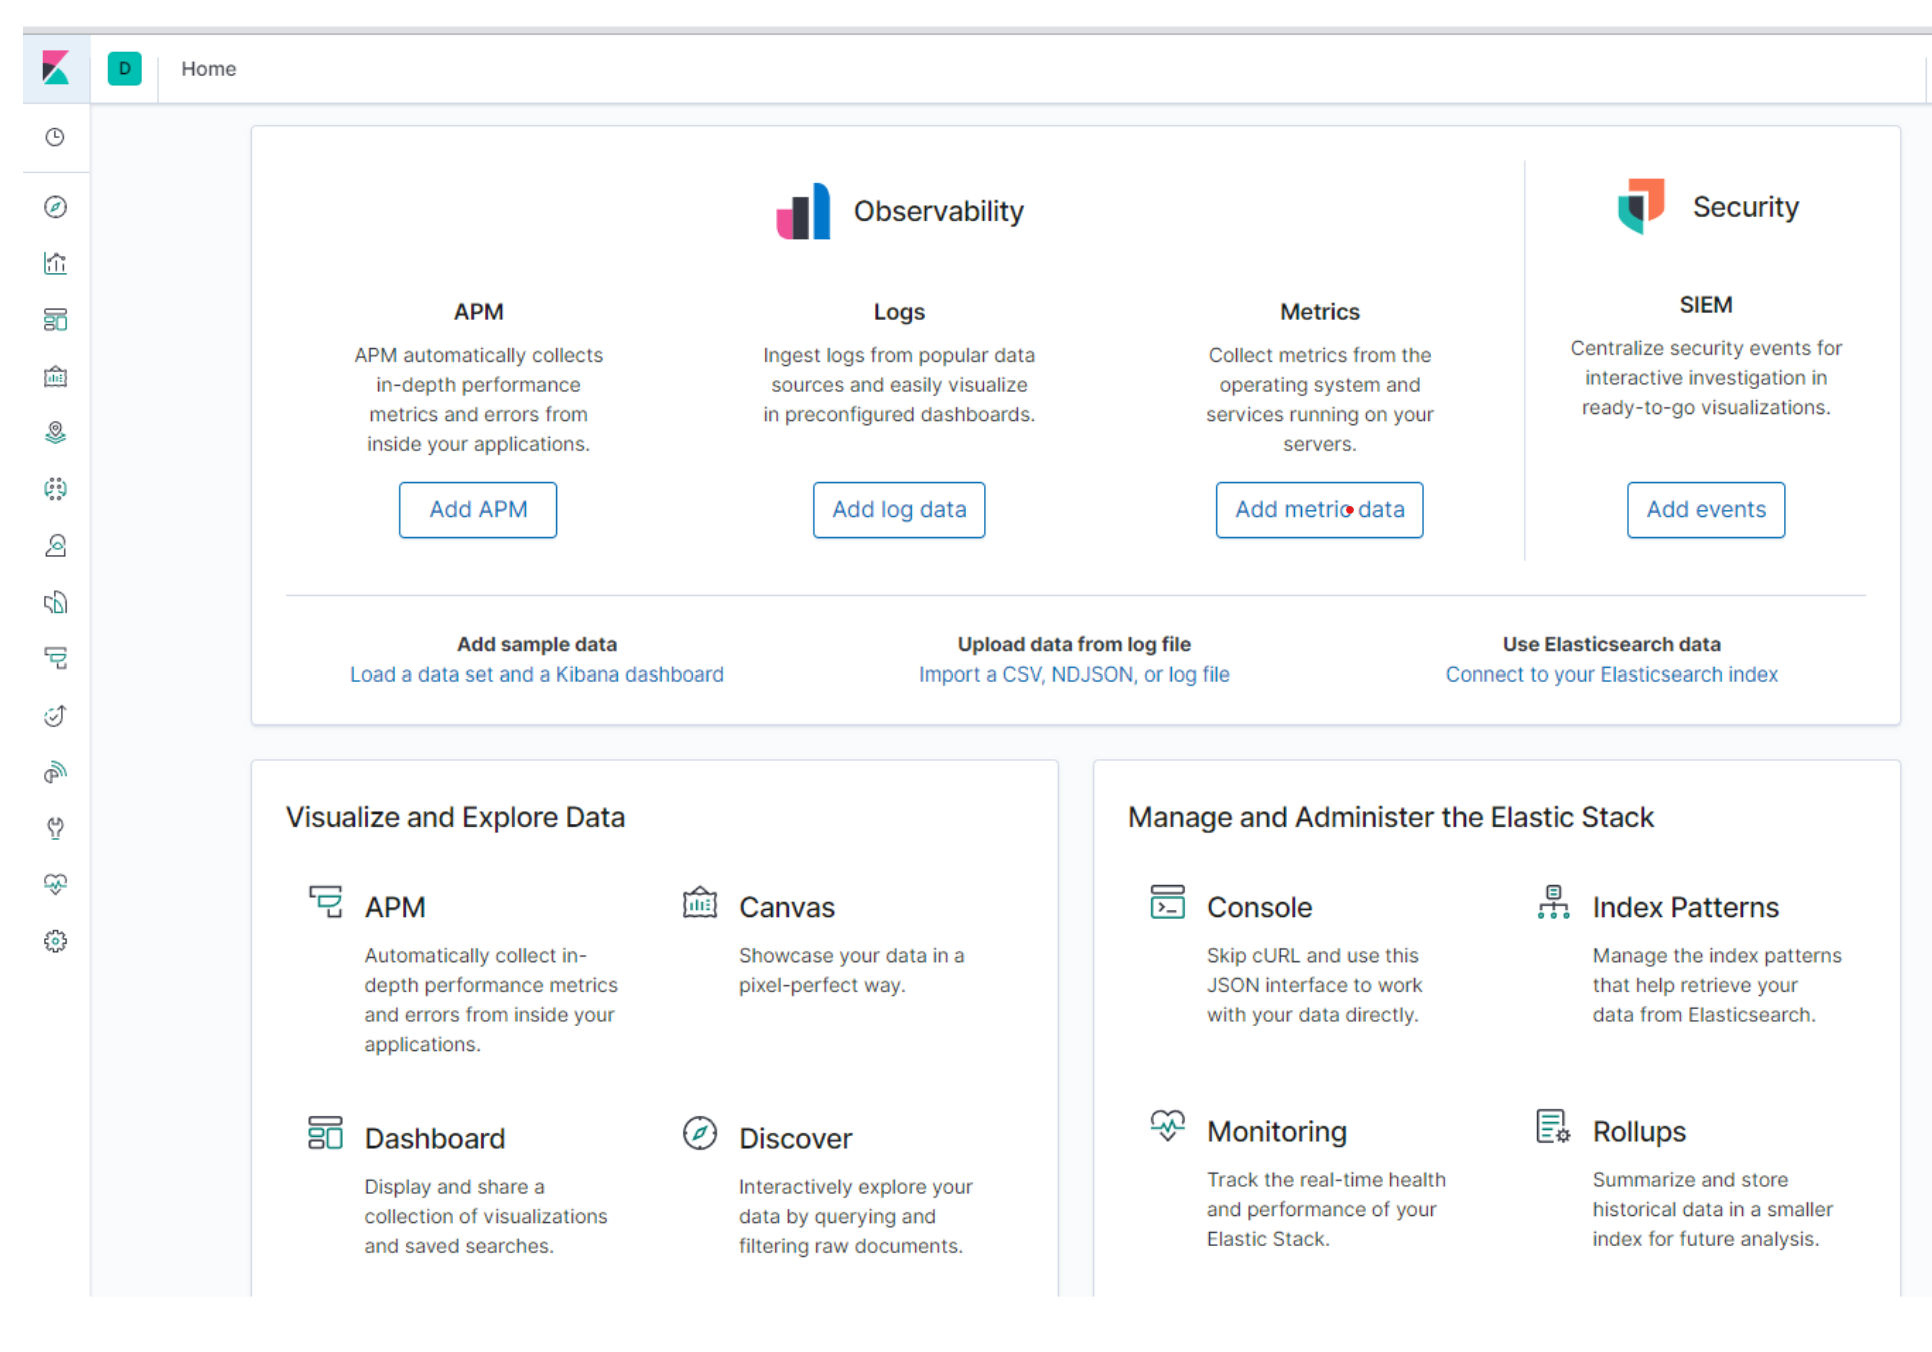 D
Home
Observability
Security
APM
APM automatically collects
in-depth performance
metrics and errors from
inside your applications.
Add APM
Logs
Ingest logs from popular data
sources and easily visualize
in preconfigured dashboards.
Add log data
Metrics
Collect metrics from the
operating system and
services running on your
servers.
Add metric data
SIEM
Centralize security events for
interactive investigation in
ready-to-go visualizations.
Add events
Add sample data
Load a data set and a Kibana dashboard
Upload data from log file
Import a CSV, NDJSON, or log file
Use Elasticsearch data
Connect to your Elasticsearch index
Visualize and Explore Data
APM
Automatically collect in-
depth performance metrics
and errors from inside your
applications.
Canvas
Showcase your data in a
pixel-perfect way.
Dashboard
Display and share a
collection of visualizations
and saved searches.
Discover
Interactively explore your
data by querying and
filtering raw documents.
Manage and Administer the Elastic Stack
Console
Skip cURL and use this
JSON interface to work
with your data directly.
Index Patterns
Manage the index patterns
that help retrieve your
data from Elasticsearch.
Monitoring
Track the real-time health
and performance of your
Elastic Stack.
Rollups
Summarize and store
historical data in a smaller
index for future analysis.